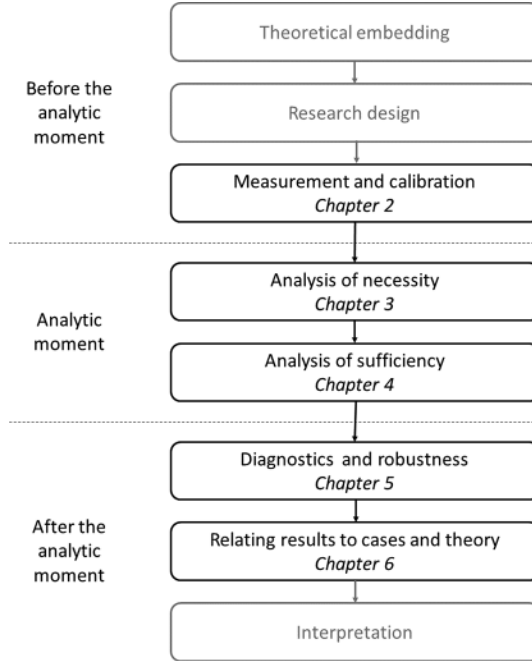 Theoretical embedding
Before the
analytic
moment
Research design
Measurement and calibration
Chapter 2
Analytic
moment
Analysis of necessity
Chapter 3
Analysis of sufficiency
Chapter 4
After the
analytic
moment
Diagnostics and robustness
Chapter 5
Relating results to cases and theory
Chapter 6
Interpretation